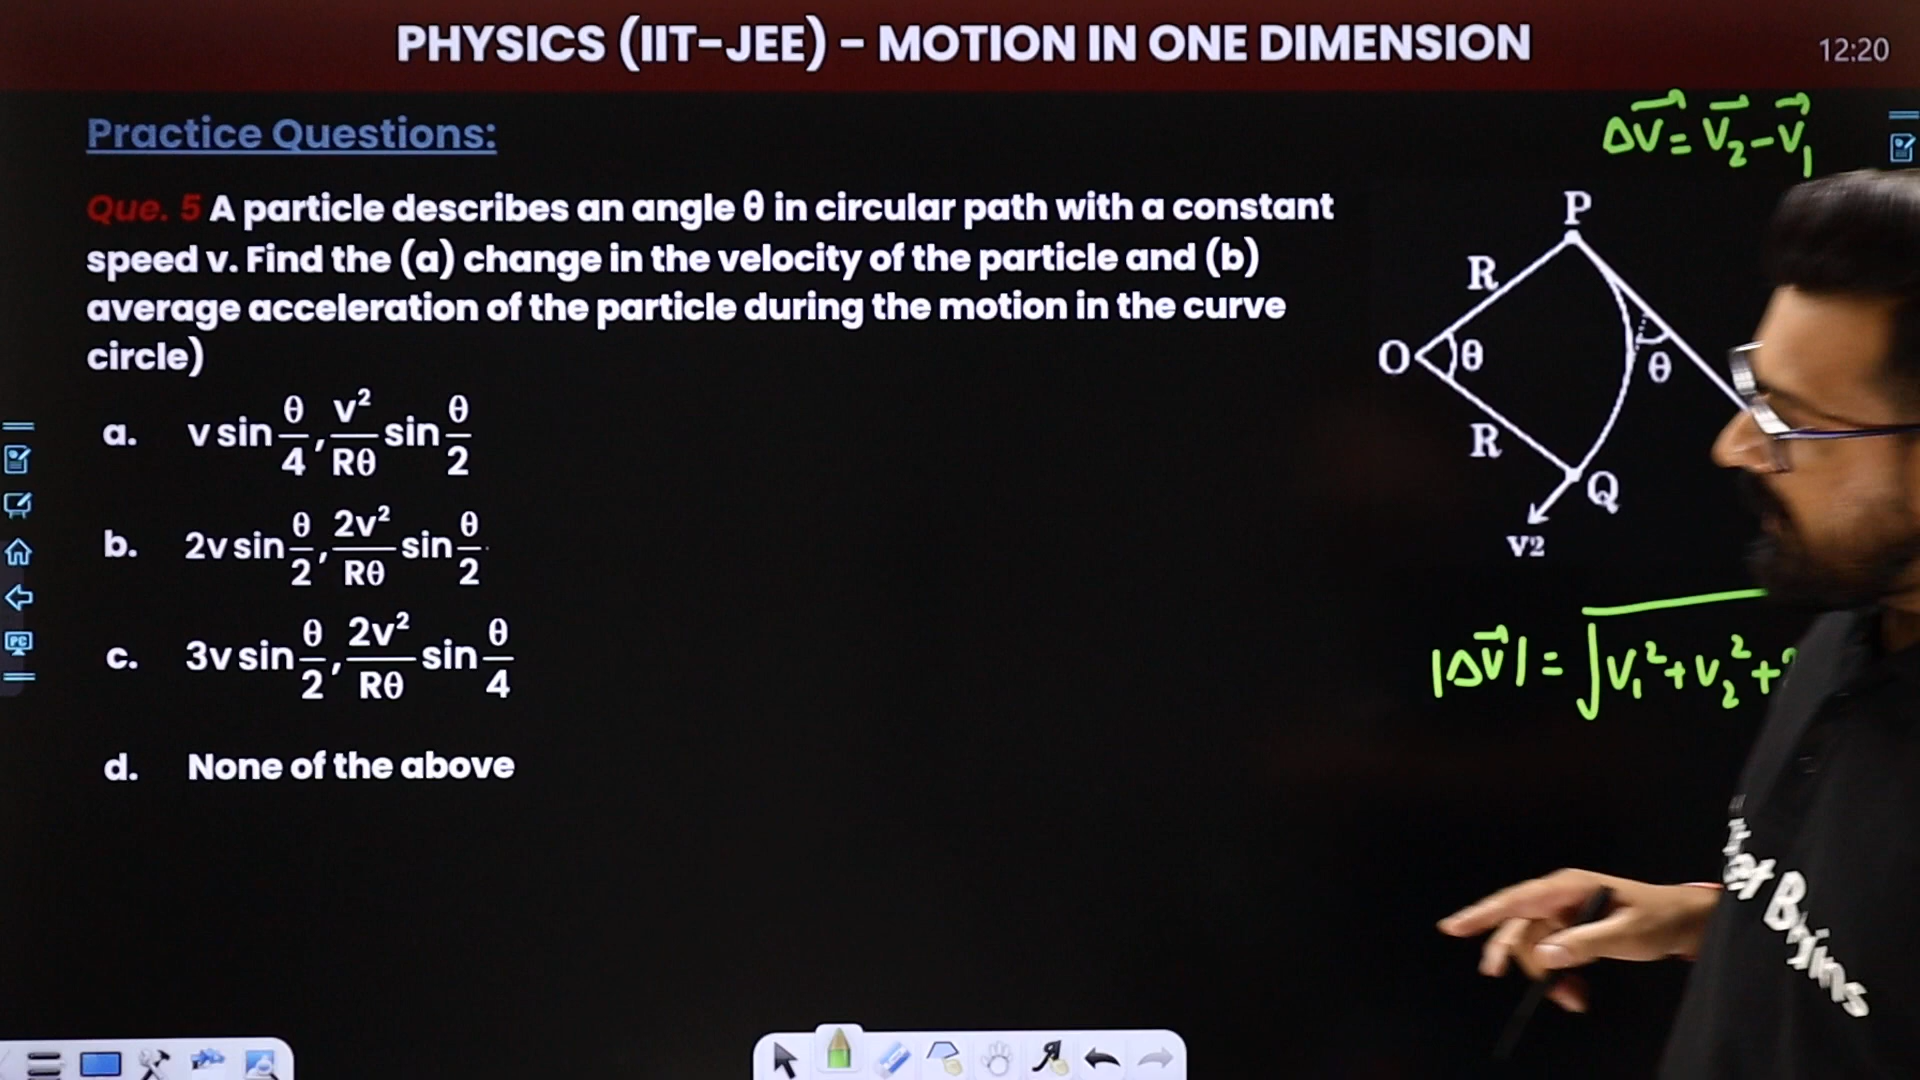 PHYSICS (IIT-JEE) - MOTION IN ONE DIMENSION
12:20
Practice Questions:
Que. 5 A particle describes an angle θ in circular path with a constant
speed v. Find the (a) change in the velocity of the particle and (b)
average acceleration of the particle during the motion in the curve
circle)
a. v sin θ/4, v²/Rθ sin θ/2
b. 2v sin θ/2, 2v²/Rθ sin θ/2
c. 3v sin θ/2, 2v²/Rθ sin θ/4
d. None of the above
Δv⃗ = v⃗₂ - v⃗₁
P
R
O θ
θ
R
Q
v2
|Δv⃗| = √v₁² + v₂² +
PC